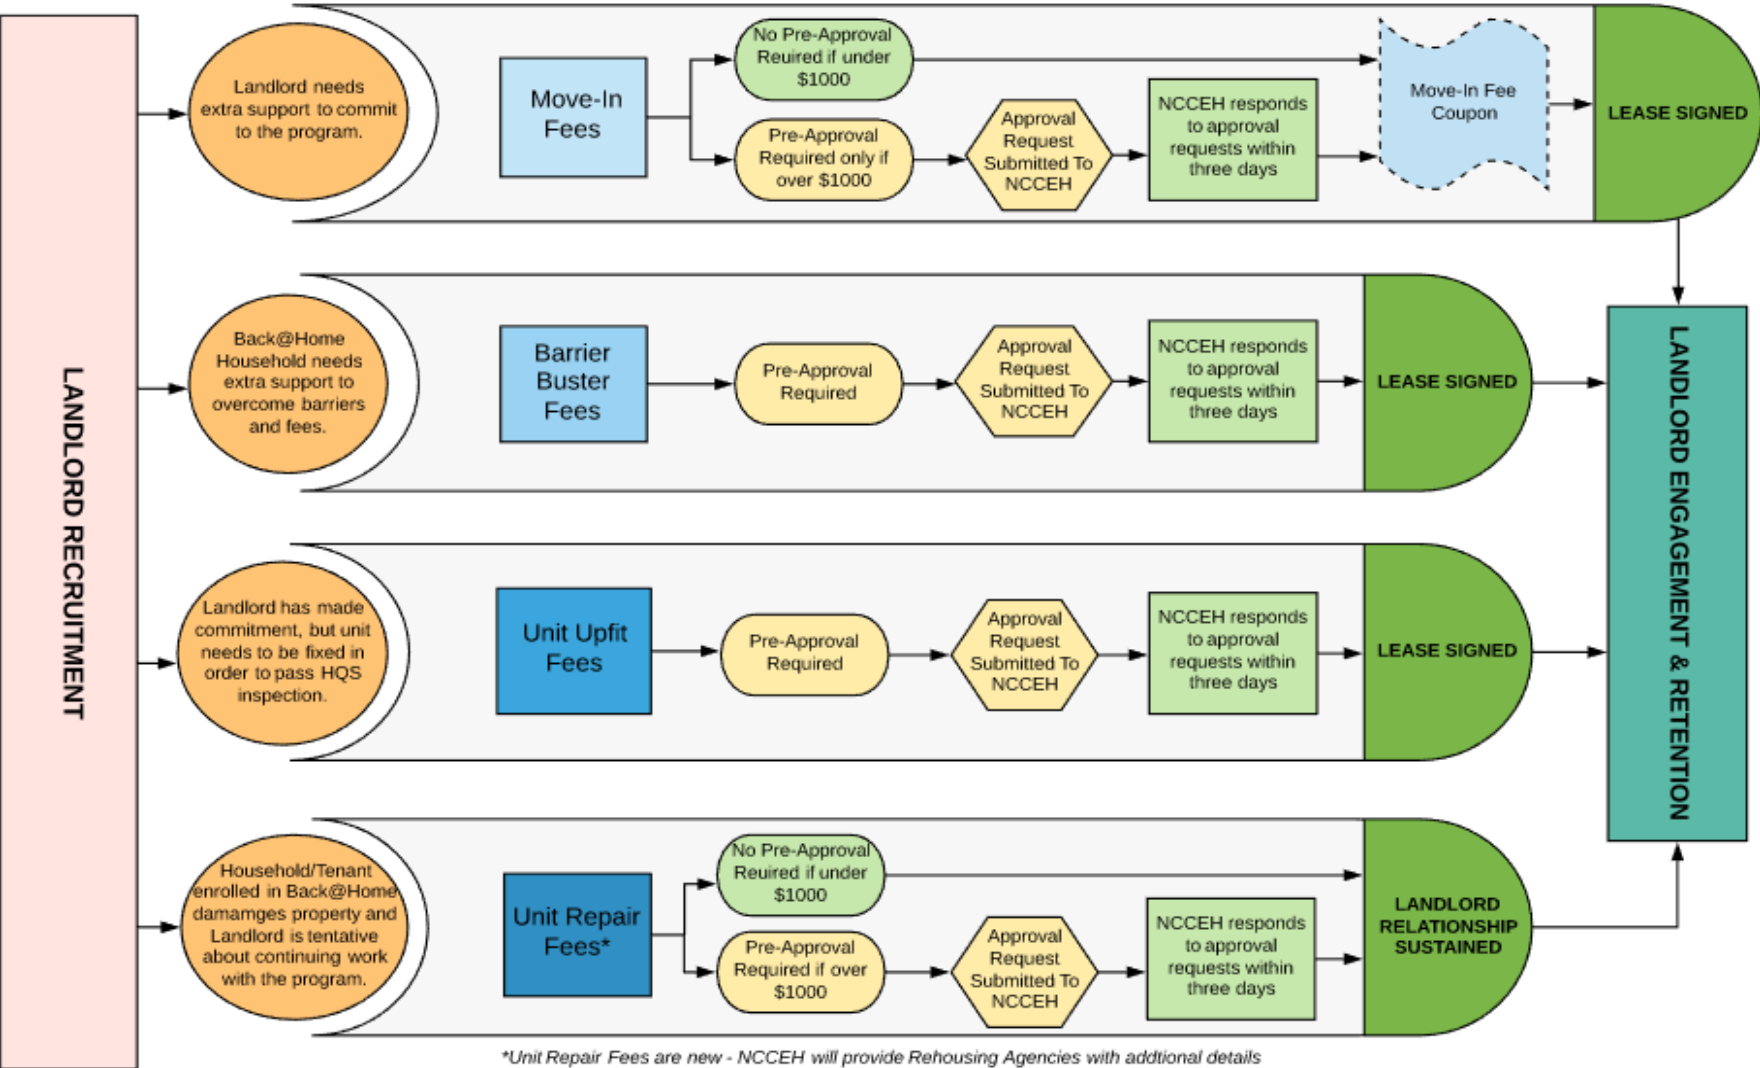 LANDLORD RECRUITMENT
Landlord needs
extra support to commit
to the program.
Move-In
Fees
No Pre-Approval
Reuired if under
$1000
Pre-Approval
Required only if
over $1000
Approval
Request
Submitted To
NCCEH
NCCEH responds
to approval
requests within
three days
Move-In Fee
Coupon
LEASE SIGNED
Back@Home
Household needs
extra support to
overcome barriers
and fees.
Barrier
Buster
Fees
Pre-Approval
Required
Approval
Request
Submitted To
NCCEH
NCCEH responds
to approval
requests within
three days
LEASE SIGNED
Landlord has made
commitment, but unit
needs to be fixed in
order to pass HQS
inspection.
Unit Upfit
Fees
Pre-Approval
Required
Approval
Request
Submitted To
NCCEH
NCCEH responds
to approval
requests within
three days
LEASE SIGNED
Household/Tenant
enrolled in Back@Home
damamges property and
Landlord is tentative
about continuing work
with the program.
Unit Repair
Fees*
No Pre-Approval
Reuired if under
$1000
Pre-Approval
Required if over
$1000
Approval
Request
Submitted To
NCCEH
NCCEH responds
to approval
requests within
three days
LANDLORD
RELATIONSHIP
SUSTAINED
LANDLORD ENGAGEMENT & RETENTION
*Unit Repair Fees are new - NCCEH will provide Rehousing Agencies with addtional details